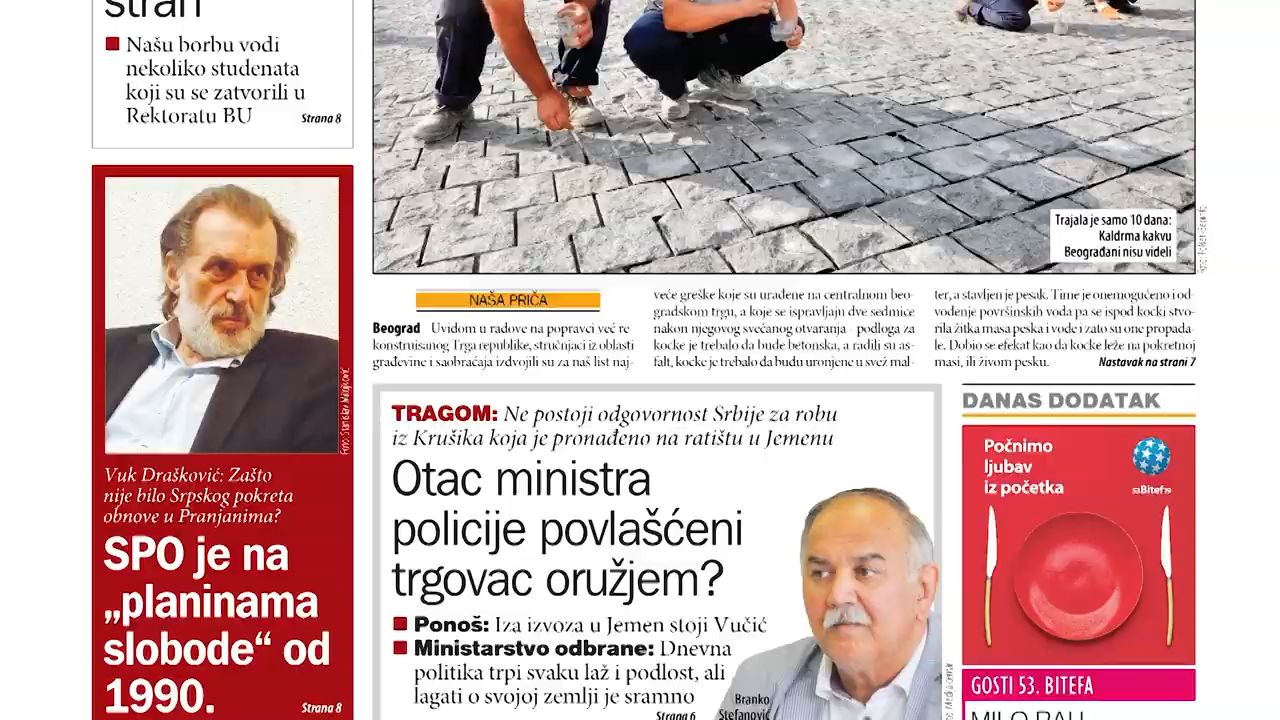 stran
Našu borbu vodi
nekoliko studenata
koji su se zatvorili u
Rektoratu BU
Strana 8
Foto: Stanislav Milojković
Vuk Drašković: Zašto
nije bilo Srpskog pokreta
obnove u Pranjanima?
SPO je na
„planinama
slobode“ od
1990.
Strana 8
Trajala je samo 10 dana:
Kaldrma kakvu
Beograđani nisu videli
NAŠA PRIČA
Beograd Uvidom u radove na popravci već re-
konstruisanog Trga republike, stručnjaci iz oblasti
građevine i saobraćaja izdvojili su za naš list naj-
veće greške koje su urađene na centralnom beo-
gradskom trgu, a koje se ispravljaju dve sedmice
nakon njegovog svečanog otvaranja - podloga za
kocke je trebalo da bude betonska, a radili su as-
falt, kocke je trebalo da budu uronjene u svež mal-
ter, a stavljen je pesak. Time je onemogućeno i od-
vođenje površinskih voda pa se ispod kocki stvo-
rila žitka masa peska i vode i zato su one propada-
le. Dobio se efekat kao da kocke leže na pokretnoj
masi, ili živom pesku.
Nastavak na strani 7
TRAGOM: Ne postoji odgovornost Srbije za robu
iz Krušika koja je pronađeno na ratištu u Jemenu
Otac ministra
policije povlašćeni
trgovac oružjem?
Ponoš: Iza izvoza u Jemen stoji Vučić
Ministarstvo odbrane: Dnevna
politika trpi svaku laž i podlost, ali
lagati o svojoj zemlji je sramno
Strana 6
Branko
Stefanović
DANAS DODATAK
Počnimo
ljubav
iz početka
53Bitef19
GOSTI 53. BITEFA
MILO RAU